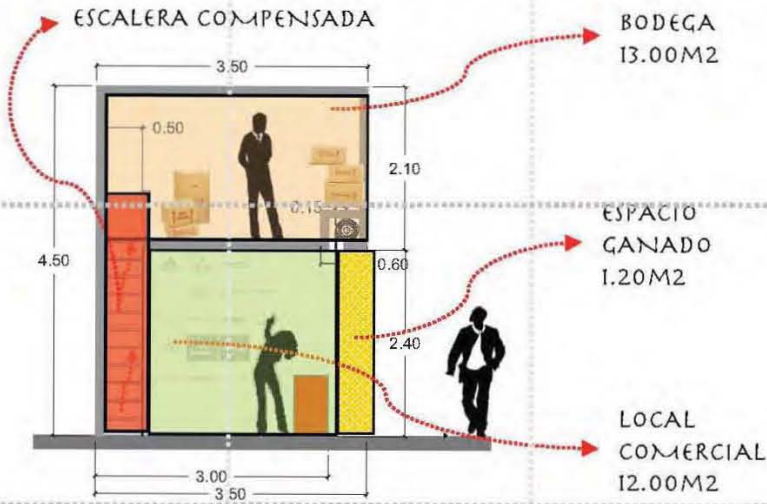 ESCALERA COMPENSADA
BODEGA
13.00M2
3.50
0.50
2.10
0.15
ESPACIO
GANADO
1.20M2
4.50
0.60
2.40
LOCAL
COMERCIAL
12.00M2
3.00
3.50